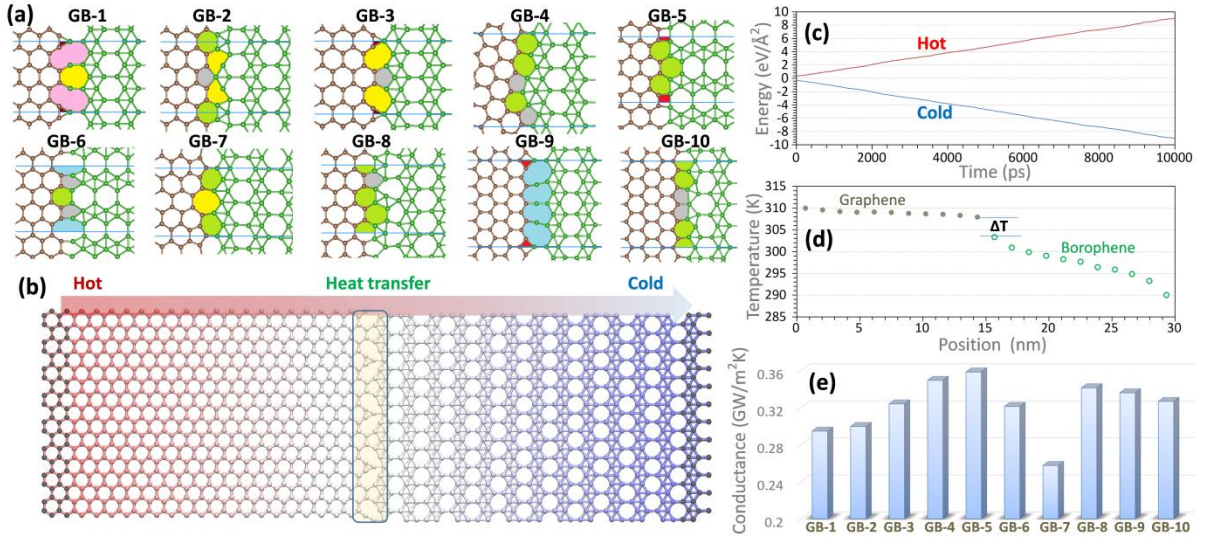 (a)
GB-1 GB-2 GB-3 GB-4 GB-5
GB-6 GB-7 GB-8 GB-9 GB-10
(b)
Hot Heat transfer Cold
(c)
Energy (eV/Å²)
10
8
6
4
2
0
-2
-4
-6
-8
-10
Hot
Cold
0 2000 4000 6000 8000 10000
Time (ps)
(d)
Temperature (K)
315
310
305
300
295
290
285
Graphene
ΔT
Borophene
0 5 10 15 20 25 30
Position (nm)
(e)
Conductance (GW/m²K)
0.36
0.32
0.28
0.24
0.2
GB-1 GB-2 GB-3 GB-4 GB-5 GB-6 GB-7 GB-8 GB-9 GB-10